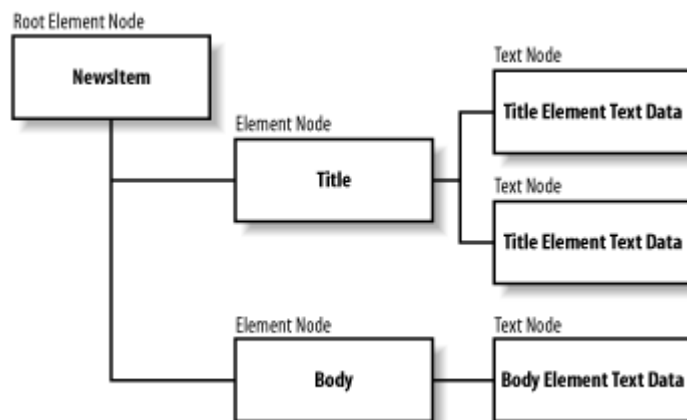 Root Element Node
NewsItem
Element Node
Title
Text Node
Title Element Text Data
Text Node
Title Element Text Data
Element Node
Body
Text Node
Body Element Text Data